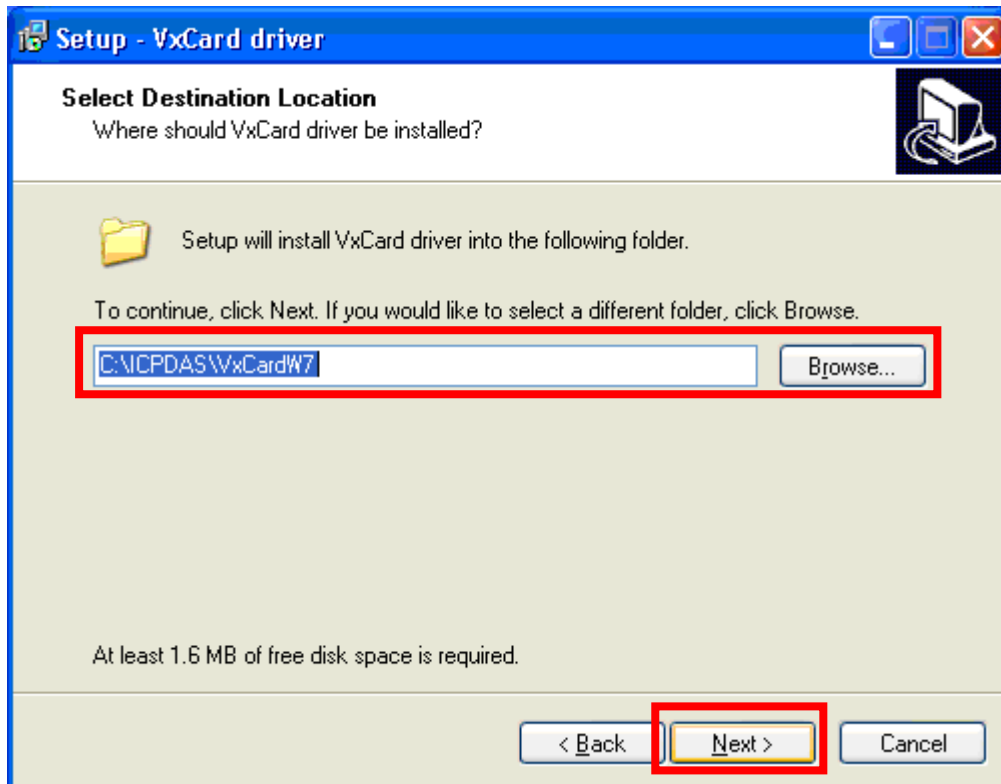 Setup - VxCard driver
Select Destination Location
Where should VxCard driver be installed?
Setup will install VxCard driver into the following folder.
To continue, click Next. If you would like to select a different folder, click Browse.
C:\ICPDAS\VxCardW7
Browse...
At least 1.6 MB of free disk space is required.
< Back
Next >
Cancel